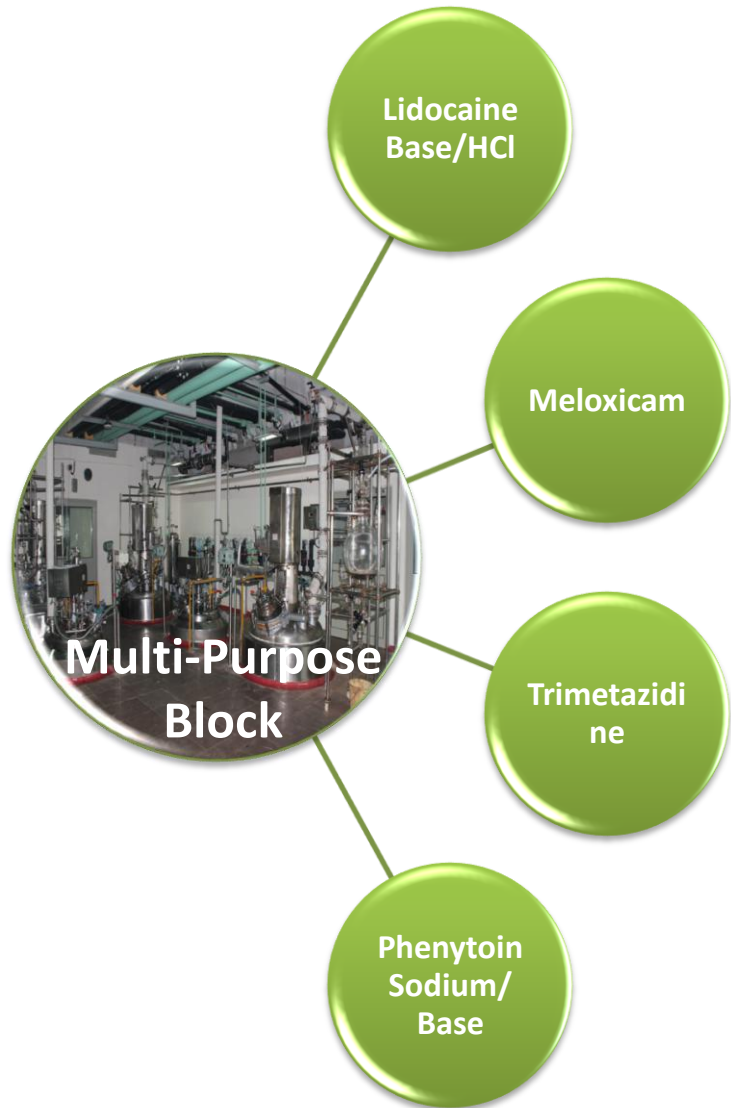 Lidocaine
Base/HCl
Meloxicam
Multi-Purpose
Block
Trimetazidi
ne
Phenytoin
Sodium/
Base